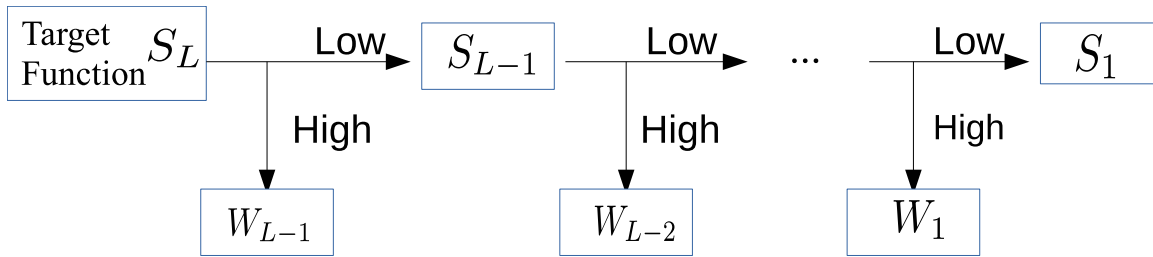 Target Function S_L
Low
S_{L-1}
Low
...
Low
S_1
High
High
High
W_{L-1}
W_{L-2}
W_1